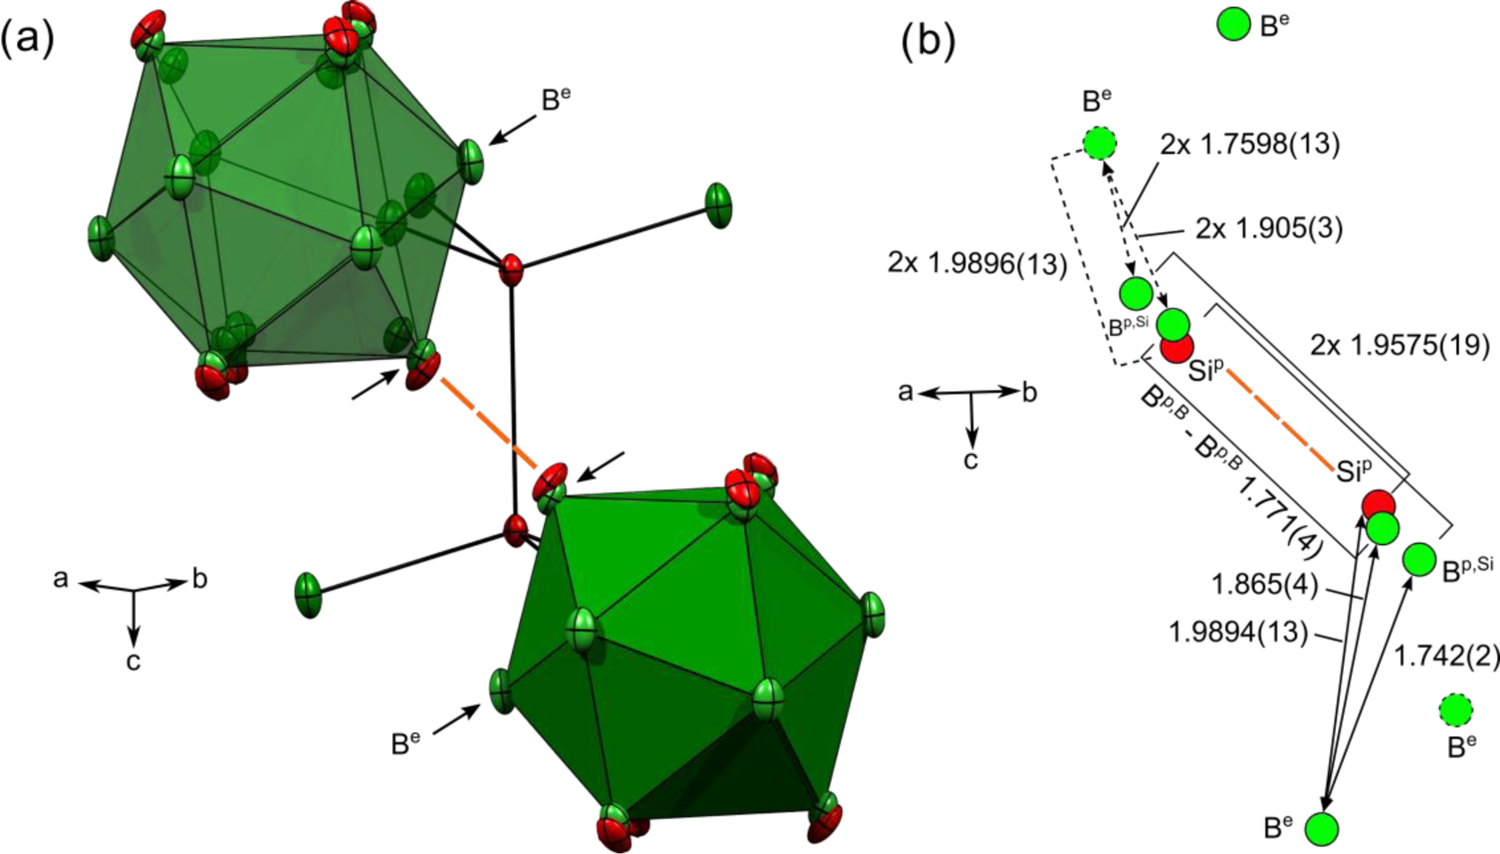 (a)
B^e
a
b
c
B^e
(b)
B^e
B^e
2x 1.7598(13)
2x 1.905(3)
2x 1.9896(13)
B^p,Si
2x 1.9575(19)
Si^p
a
b
c
B^p,B - B^p,B 1.771(4)
Si^p
B^p,Si
1.865(4)
1.9894(13)
1.742(2)
B^e
B^e